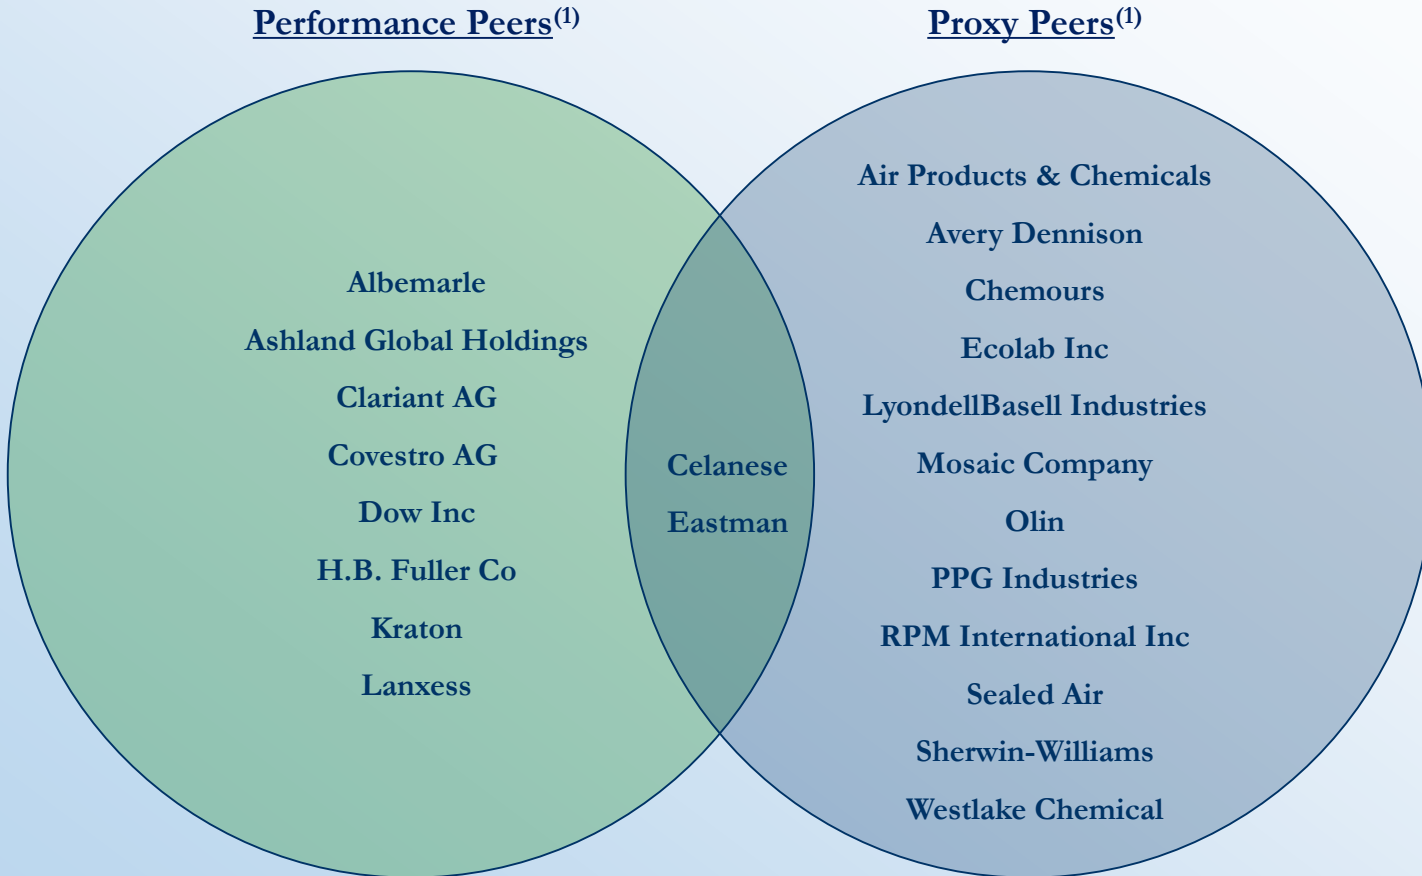 Performance Peers(1)
Proxy Peers(1)
Albemarle
Ashland Global Holdings
Clariant AG
Covestro AG
Dow Inc
H.B. Fuller Co
Kraton
Lanxess
Celanese
Eastman
Air Products & Chemicals
Avery Dennison
Chemours
Ecolab Inc
LyondellBasell Industries
Mosaic Company
Olin
PPG Industries
RPM International Inc
Sealed Air
Sherwin-Williams
Westlake Chemical